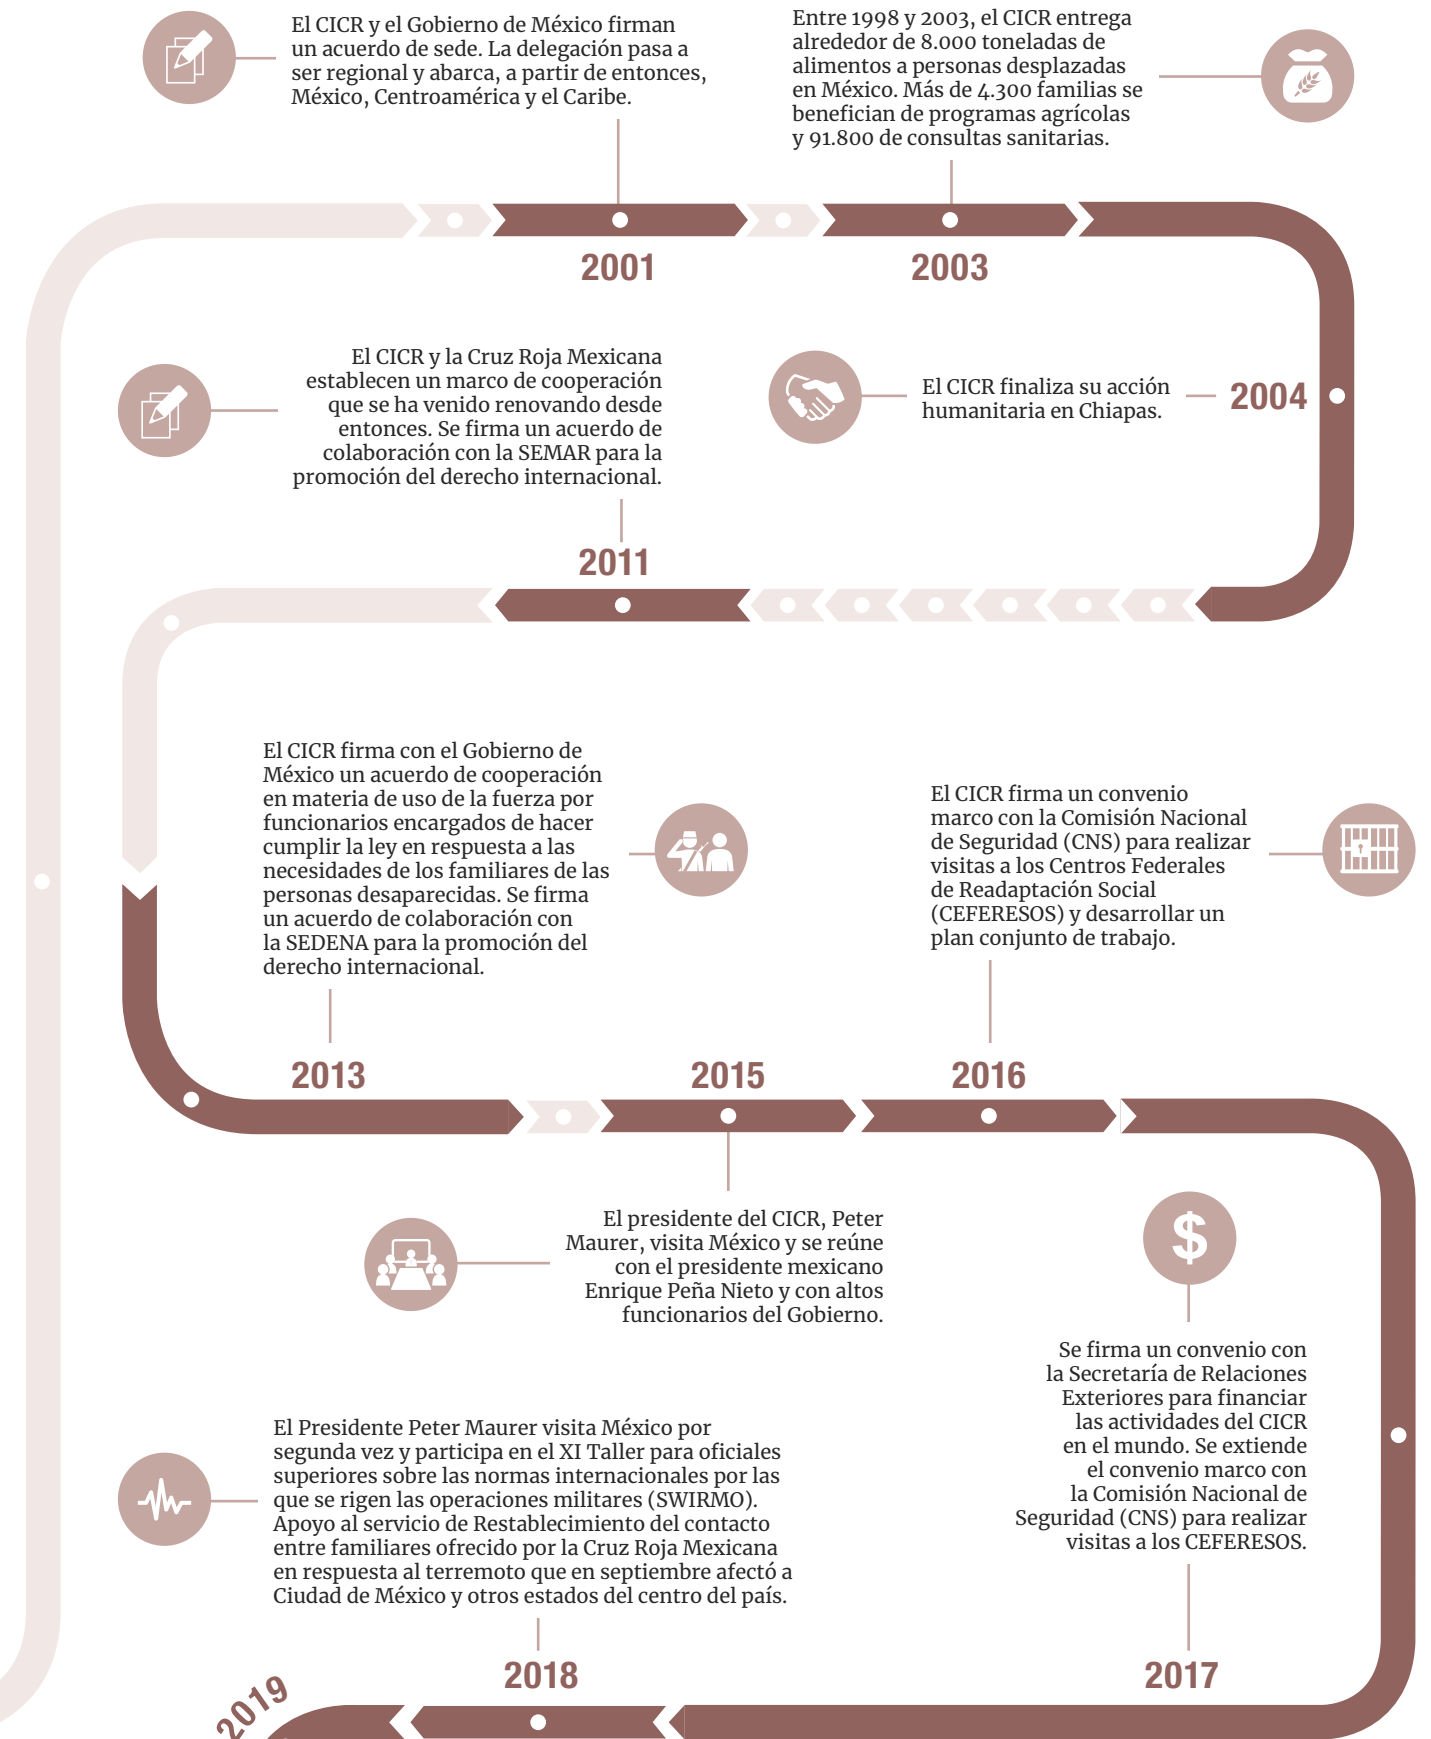 El CICR y el Gobierno de México firman
un acuerdo de sede. La delegación pasa a
ser regional y abarca, a partir de entonces,
México, Centroamérica y el Caribe.
2001
Entre 1998 y 2003, el CICR entrega
alrededor de 8.000 toneladas de
alimentos a personas desplazadas
en México. Más de 4.300 familias se
benefician de programas agrícolas
y 91.800 de consultas sanitarias.
2003
El CICR finaliza su acción
humanitaria en Chiapas.
2004
El CICR y la Cruz Roja Mexicana
establecen un marco de cooperación
que se ha venido renovando desde
entonces. Se firma un acuerdo de
colaboración con la SEMAR para la
promoción del derecho internacional.
2011
El CICR firma con el Gobierno de
México un acuerdo de cooperación
en materia de uso de la fuerza por
funcionarios encargados de hacer
cumplir la ley en respuesta a las
necesidades de los familiares de las
personas desaparecidas. Se firma
un acuerdo de colaboración con
la SEDENA para la promoción del
derecho internacional.
2013
2015
El presidente del CICR, Peter
Maurer, visita México y se reúne
con el presidente mexicano
Enrique Peña Nieto y con altos
funcionarios del Gobierno.
El CICR firma un convenio
marco con la Comisión Nacional
de Seguridad (CNS) para realizar
visitas a los Centros Federales
de Readaptación Social
(CEFERESOS) y desarrollar un
plan conjunto de trabajo.
2016
$
Se firma un convenio con
la Secretaría de Relaciones
Exteriores para financiar
las actividades del CICR
en el mundo. Se extiende
el convenio marco con
la Comisión Nacional de
Seguridad (CNS) para realizar
visitas a los CEFERESOS.
2017
El Presidente Peter Maurer visita México por
segunda vez y participa en el XI Taller para oficiales
superiores sobre las normas internacionales por las
que se rigen las operaciones militares (SWIRMO).
Apoyo al servicio de Restablecimiento del contacto
entre familiares ofrecido por la Cruz Roja Mexicana
en respuesta al terremoto que en septiembre afectó a
Ciudad de México y otros estados del centro del país.
2018
2019